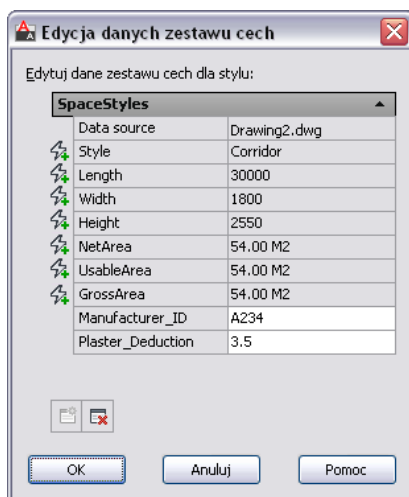 Edycja danych zestawu cech
Edytuj dane zestawu cech dla stylu:
SpaceStyles
Data source Drawing2.dwg
Style Corridor
Length 30000
Width 1800
Height 2550
NetArea 54.00 M2
UsableArea 54.00 M2
GrossArea 54.00 M2
Manufacturer_ID A234
Plaster_Deduction 3.5
OK Anuluj Pomoc